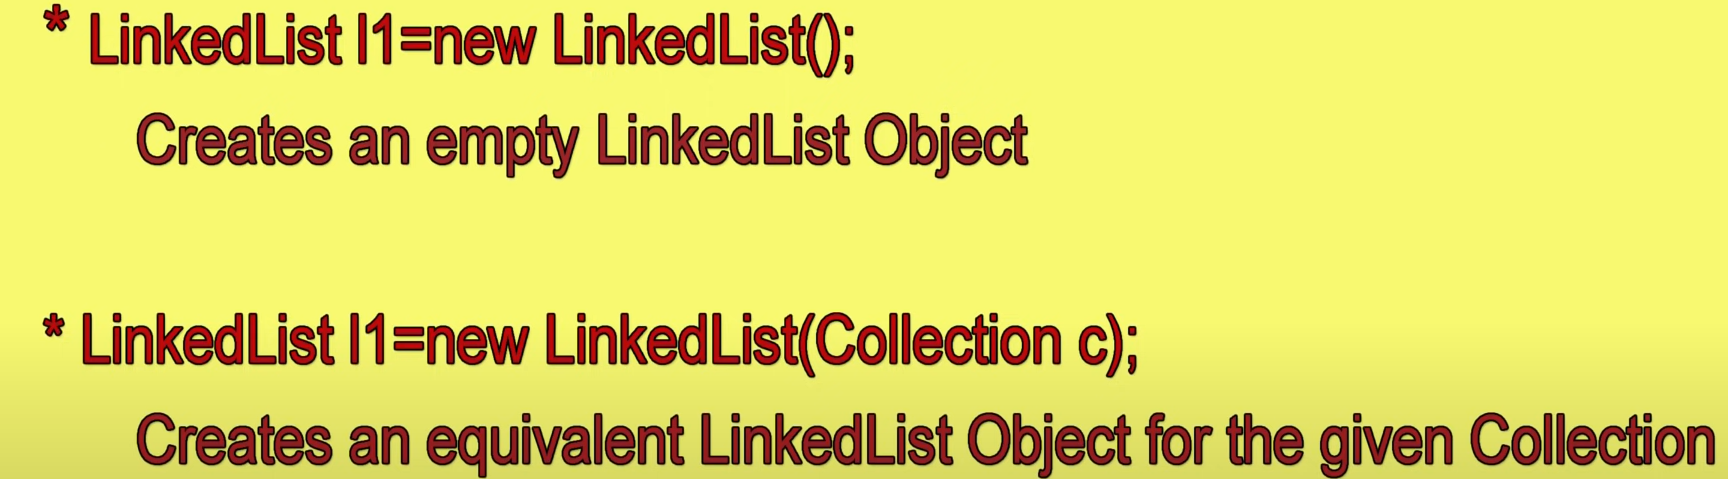 * LinkedList l1=new LinkedList();
Creates an empty LinkedList Object
* LinkedList l1=new LinkedList(Collection c);
Creates an equivalent LinkedList Object for the given Collection